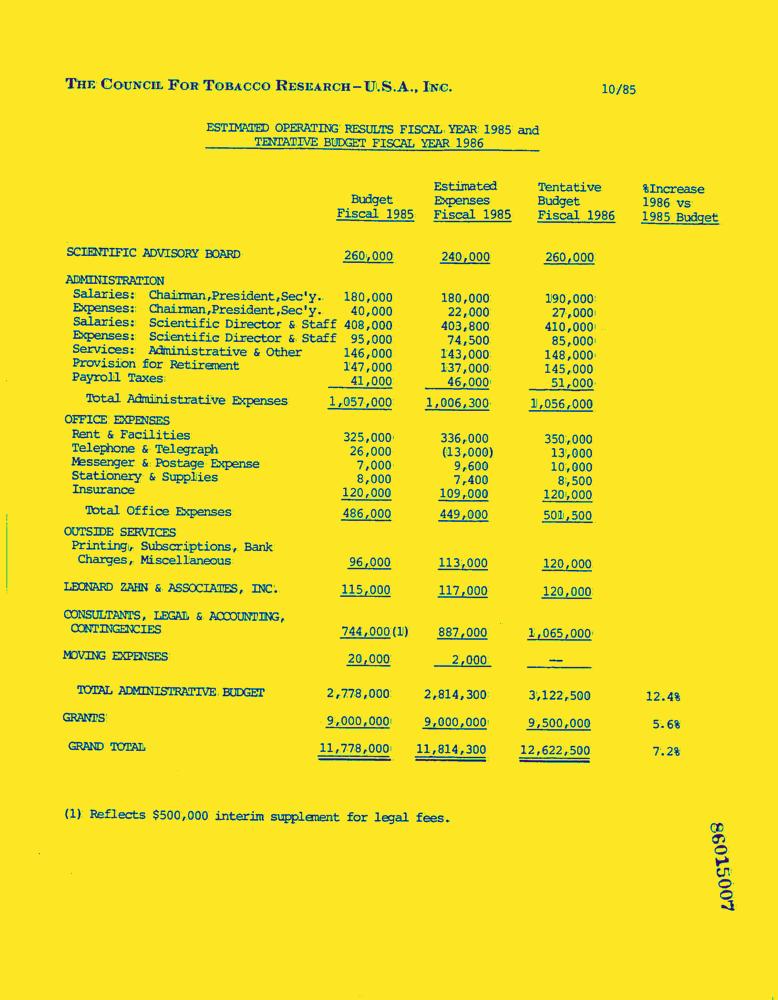 THE COUNCIL FOR TOBACCO RESEARCH–U.S.A., INC. 10/85
ESTIMATED OPERATING RESULTS FISCAL YEAR 1985 and
TENTATIVE BUDGET FISCAL YEAR 1986
Estimated Tentative %Increase
Budget Expenses Budget 1986 vs
Fiscal 1985 Fiscal 1985 Fiscal 1986 1985 Budget
SCIENTIFIC ADVISORY BOARD 260,000 240,000 260,000
ADMINISTRATION
Salaries: Chairman,President,Sec'y. 180,000 180,000 190,000
Expenses: Chairman,President,Sec'y. 40,000 22,000 27,000
Salaries: Scientific Director & Staff 408,000 403,800 410,000
Expenses: Scientific Director & Staff 95,000 74,500 85,000
Services: Administrative & Other 146,000 143,000 148,000
Provision for Retirement 147,000 137,000 145,000
Payroll Taxes 41,000 46,000 51,000
Total Administrative Expenses 1,057,000 1,006,300 1,056,000
OFFICE EXPENSES
Rent & Facilities 325,000 336,000 350,000
Telephone & Telegraph 26,000 (13,000) 13,000
Messenger & Postage Expense 7,000 9,600 10,000
Stationery & Supplies 8,000 7,400 8,500
Insurance 120,000 109,000 120,000
Total Office Expenses 486,000 449,000 501,500
OUTSIDE SERVICES
Printing, Subscriptions, Bank
Charges, Miscellaneous 96,000 113,000 120,000
LEONARD ZAHN & ASSOCIATES, INC. 115,000 117,000 120,000
CONSULTANTS, LEGAL & ACCOUNTING,
CONTINGENCIES 744,000(1) 887,000 1,065,000
MOVING EXPENSES 20,000 2,000 —
TOTAL ADMINISTRATIVE BUDGET 2,778,000 2,814,300 3,122,500 12.4%
GRANTS 9,000,000 9,000,000 9,500,000 5.6%
GRAND TOTAL 11,778,000 11,814,300 12,622,500 7.2%
(1) Reflects $500,000 interim supplement for legal fees.
86015007